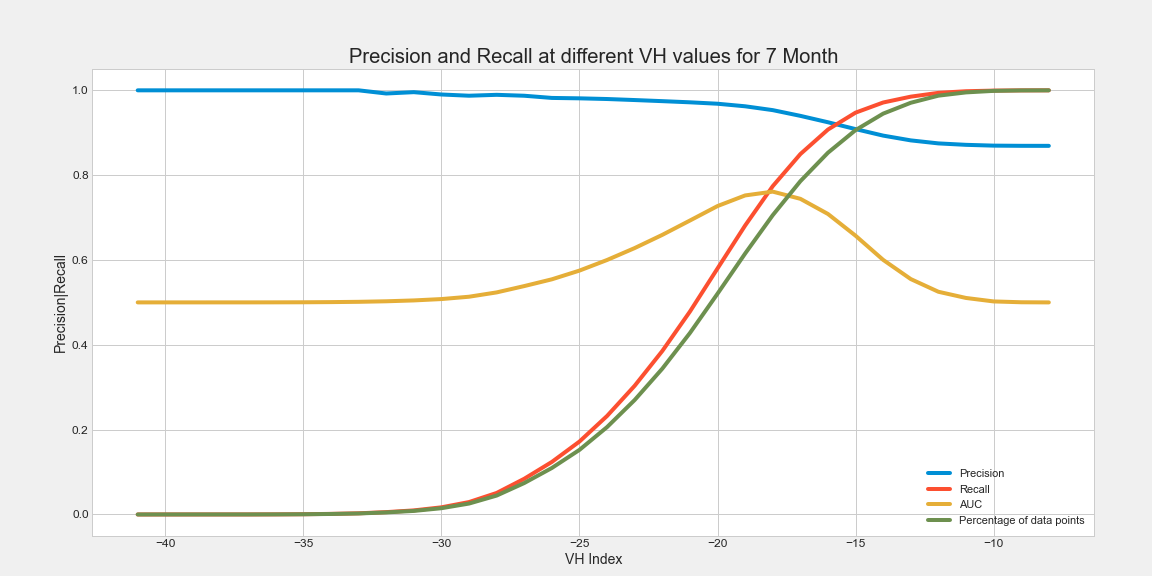 Precision and Recall at different VH values for 7 Month
Precision|Recall
1.0
0.8
0.6
0.4
0.2
0.0
−40
−35
−30
−25
−20
−15
−10
VH Index
Precision
Recall
AUC
Percentage of data points